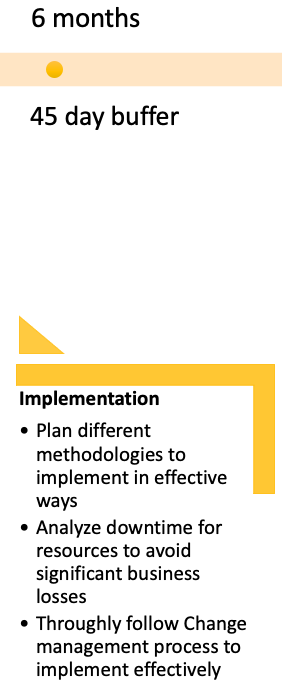 6 months
45 day buffer
Implementation
• Plan different
methodologies to
implement in effective
ways
• Analyze downtime for
resources to avoid
significant business
losses
• Throughly follow Change
management process to
implement effectively